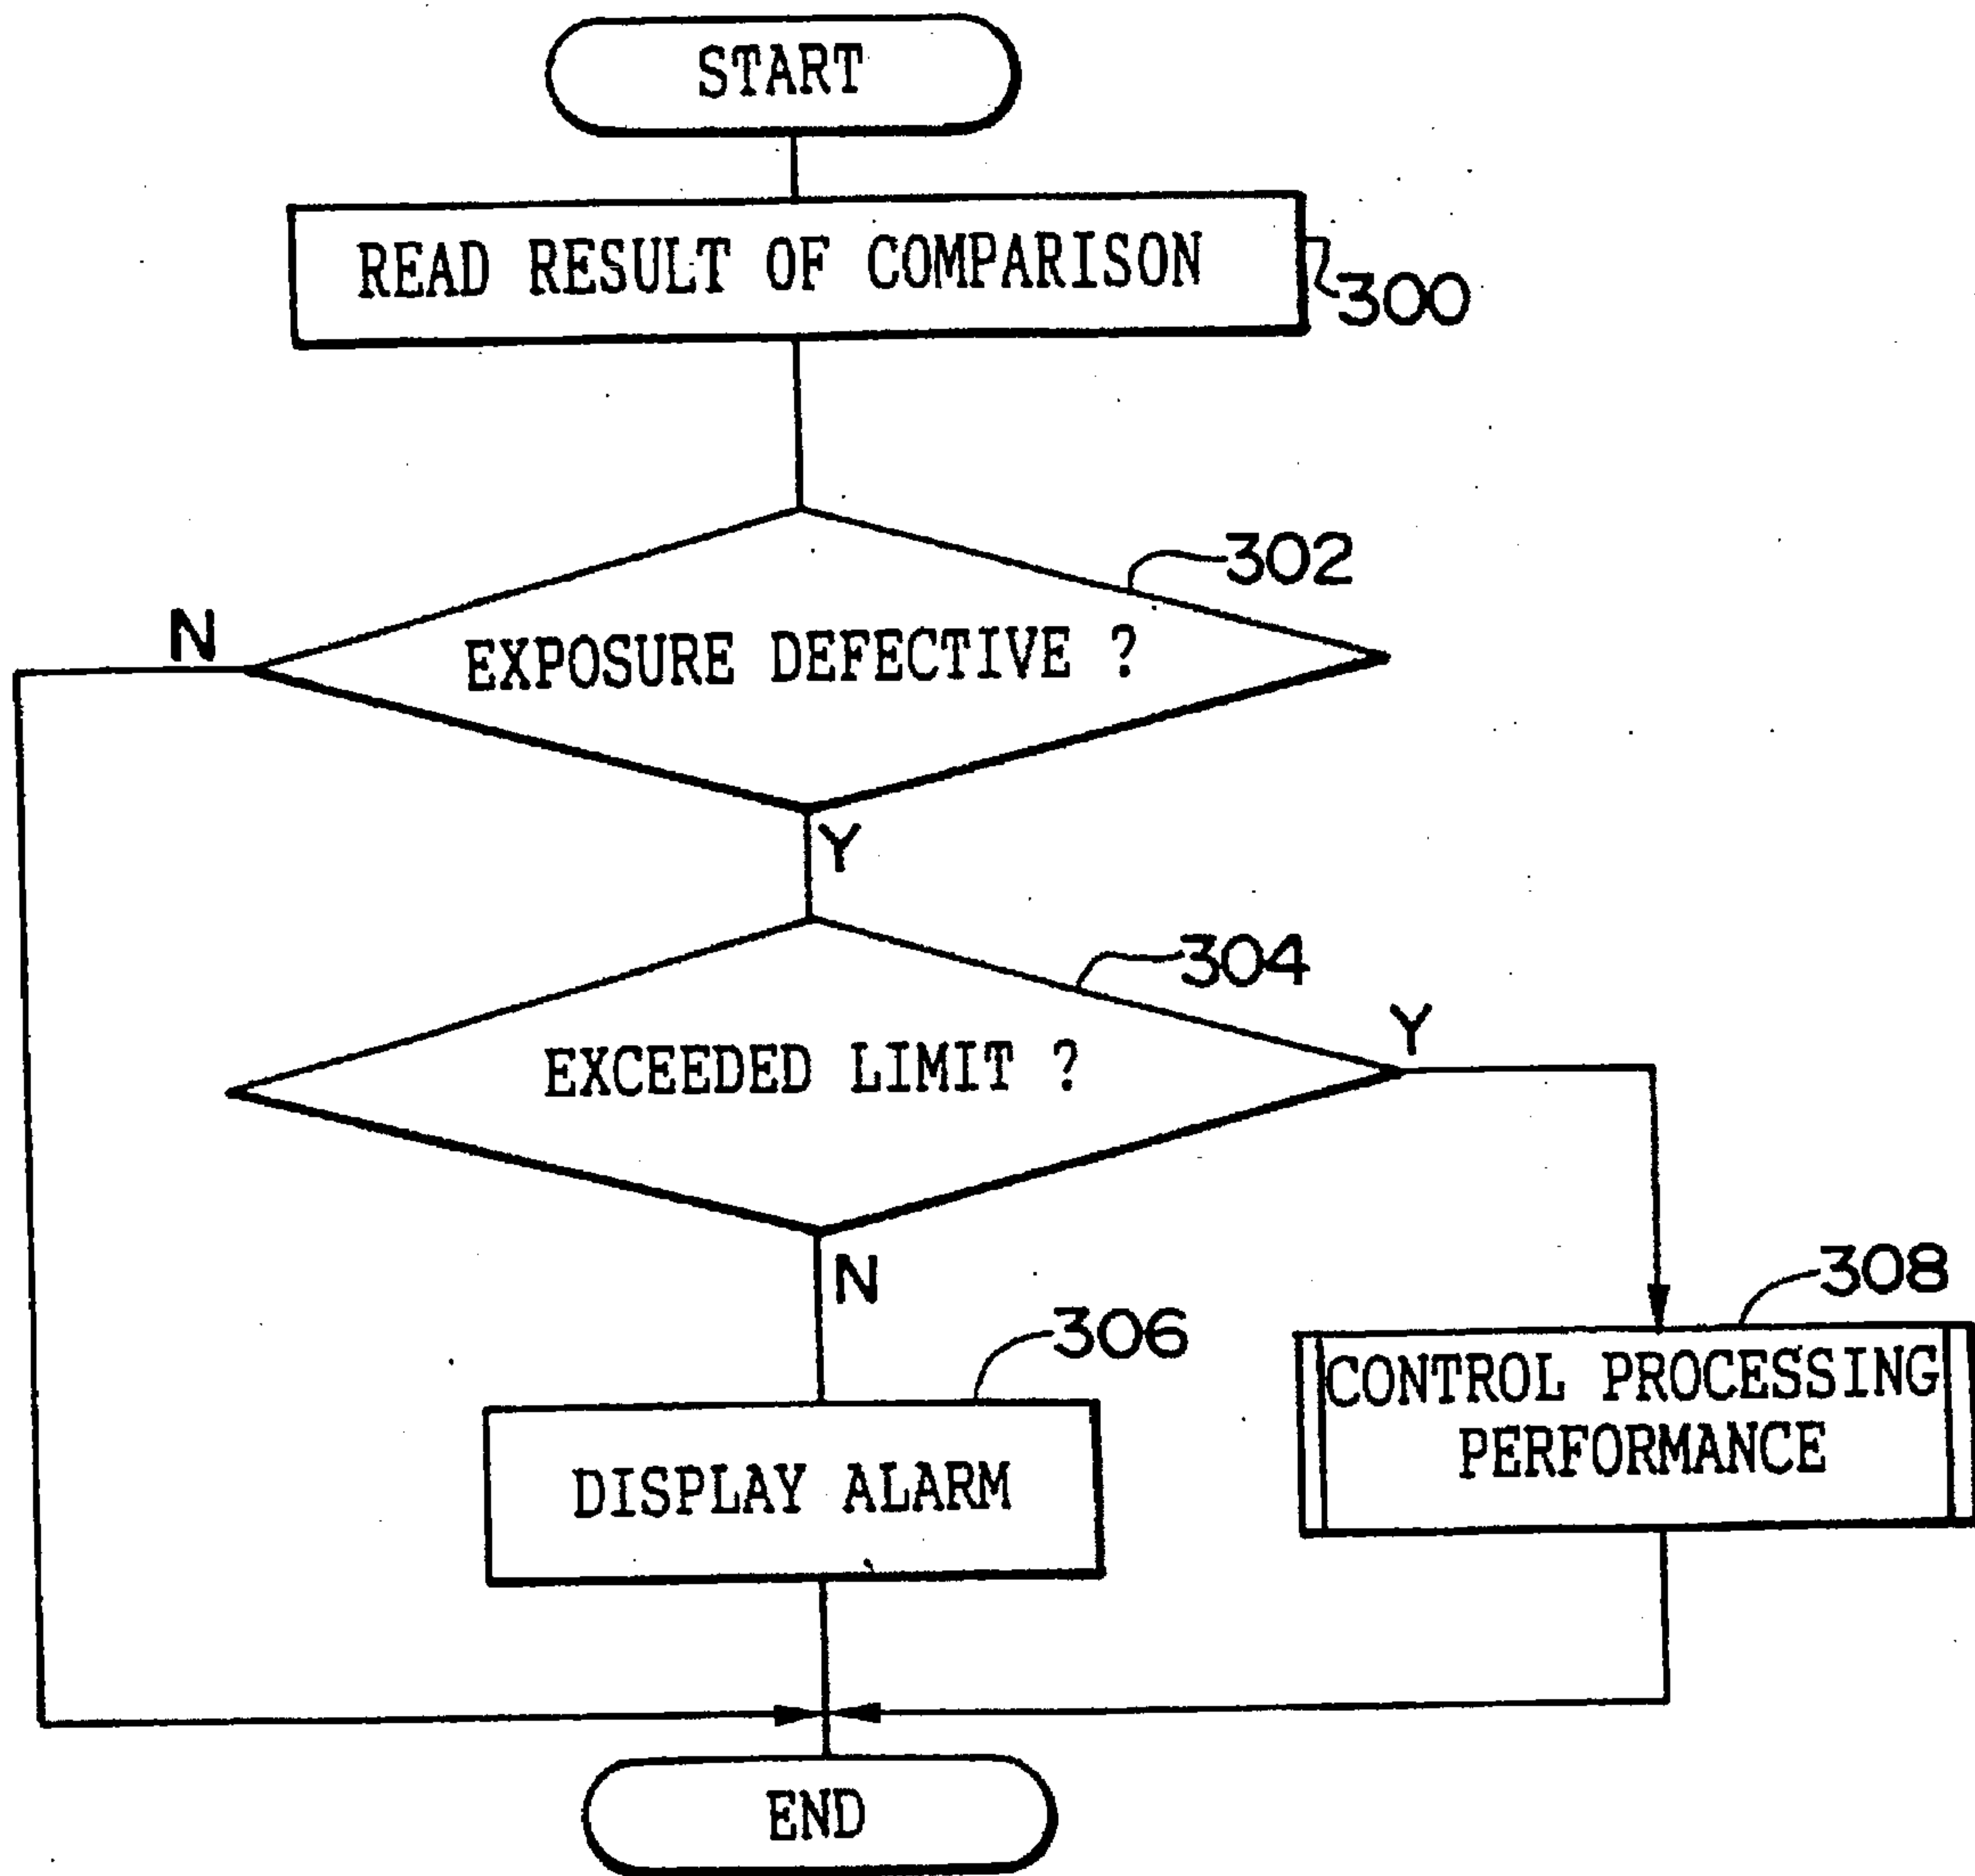 START
READ RESULT OF COMPARISON
300
302
N
EXPOSURE DEFECTIVE ?
Y
304
Y
EXCEEDED LIMIT ?
N
308
306
CONTROL PROCESSING
PERFORMANCE
DISPLAY ALARM
END